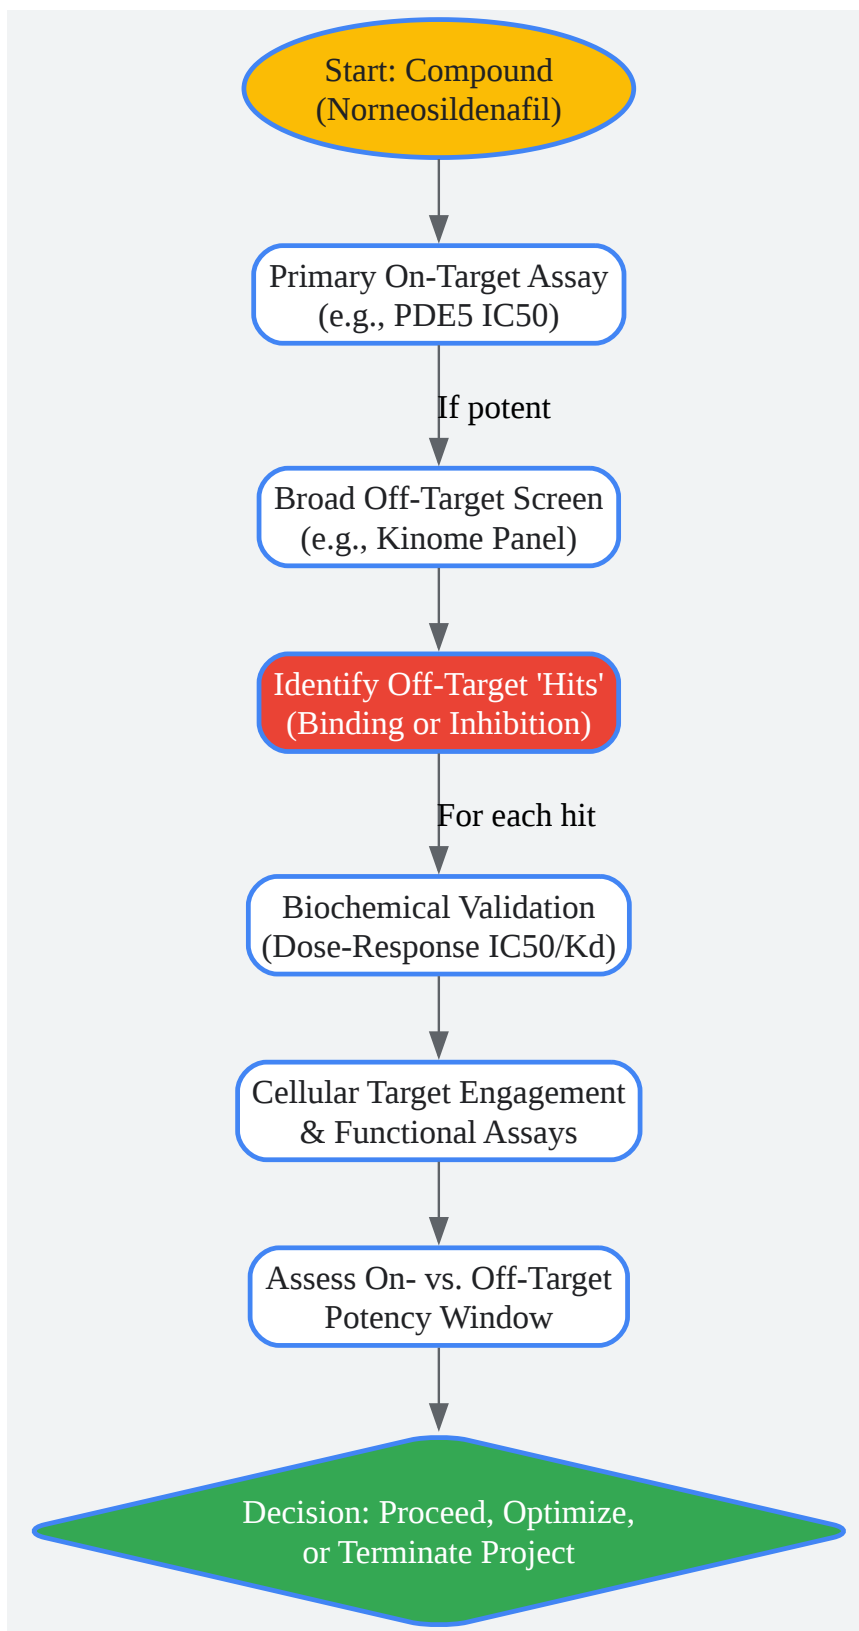 Start: Compound
(Norneosildenafil)
Primary On-Target Assay
(e.g., PDE5 IC50)
If potent
Broad Off-Target Screen
(e.g., Kinome Panel)
Identify Off-Target 'Hits'
(Binding or Inhibition)
For each hit
Biochemical Validation
(Dose-Response IC50/Kd)
Cellular Target Engagement
& Functional Assays
Assess On- vs. Off-Target
Potency Window
Decision: Proceed, Optimize,
or Terminate Project